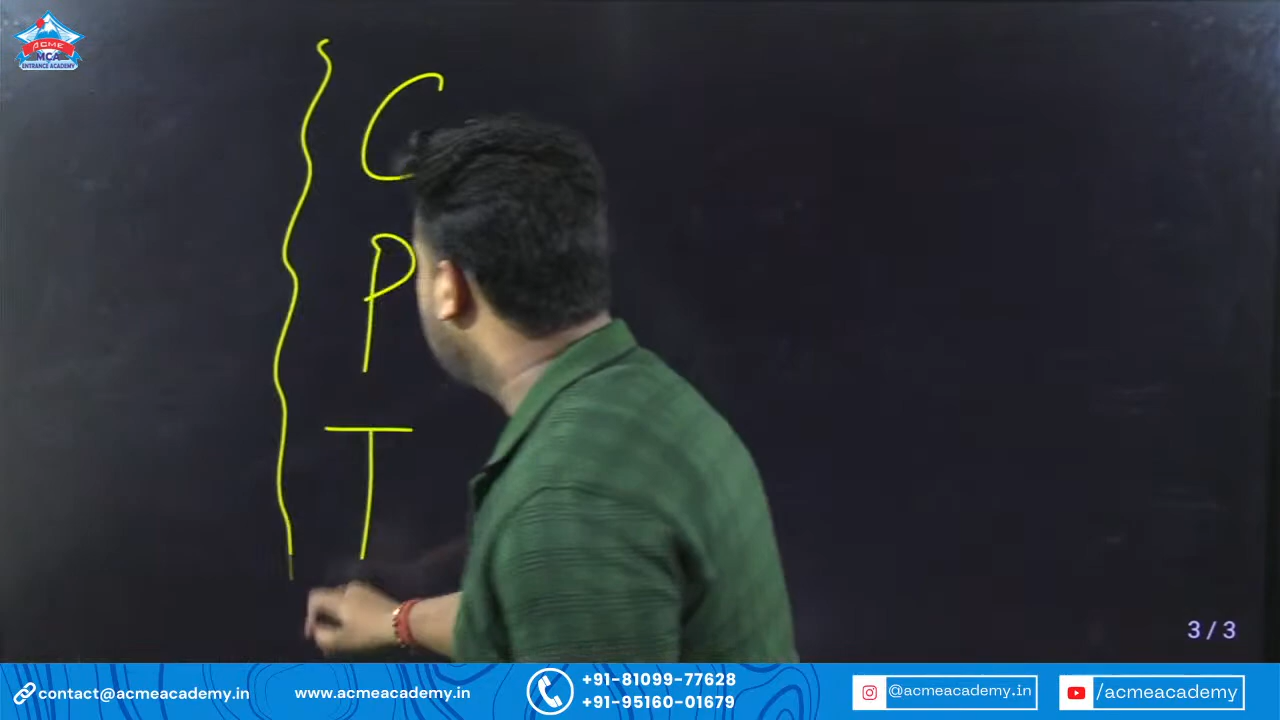 ACME
MCA
ENTRANCE ACADEMY
C
P
T
3 / 3
contact@acmeacademy.in
www.acmeacademy.in
+91-81099-77628
+91-95160-01679
@acmeacademy.in
/acmeacademy